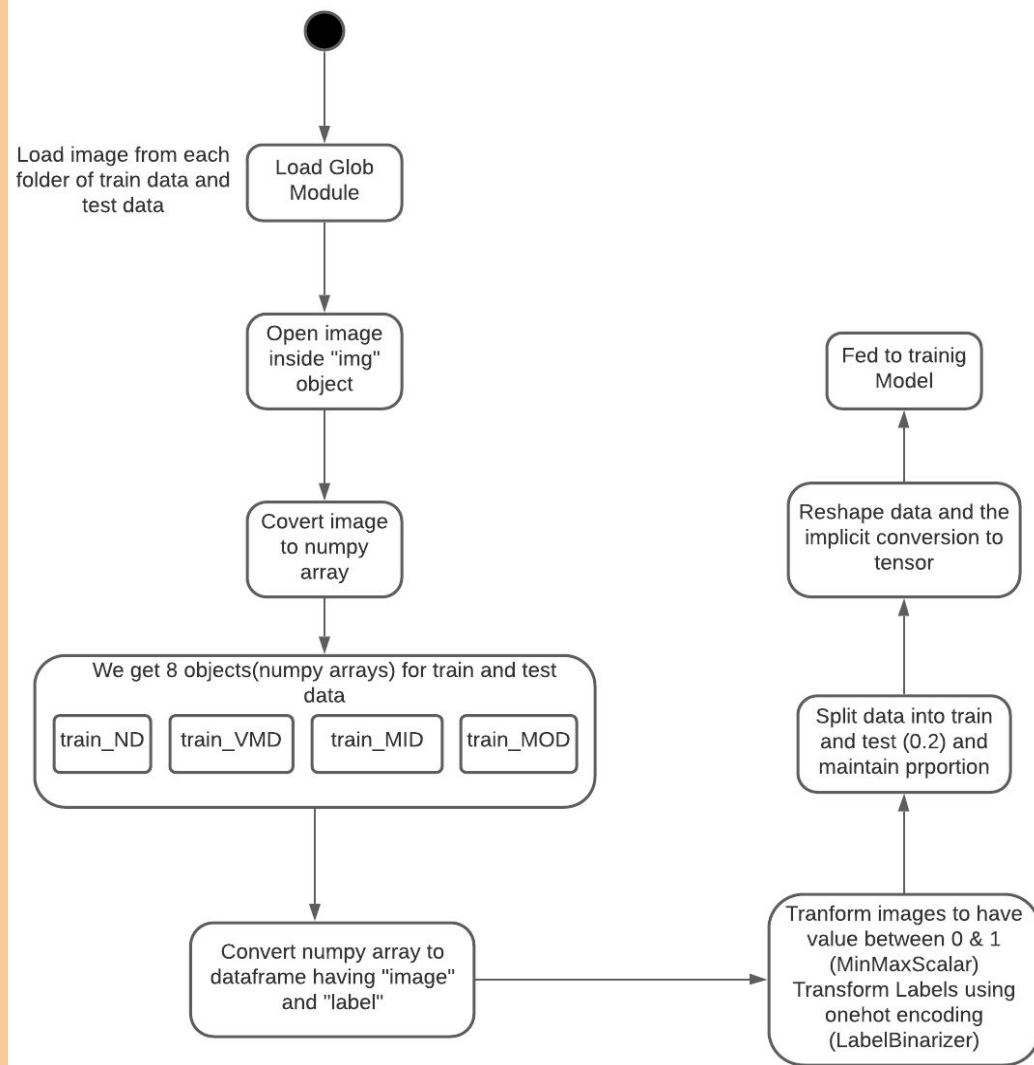 Load image from each
folder of train data and
test data
Load Glob
Module
Open image
inside "img"
object
Covert image
to numpy
array
We get 8 objects(numpy arrays) for train and test
data
train_ND
train_VMD
train_MID
train_MOD
Convert numpy array to
dataframe having "image"
and "label"
Tranform images to have
value between 0 & 1
(MinMaxScalar)
Transform Labels using
onehot encoding
(LabelBinarizer)
Split data into train
and test (0.2) and
maintain prportion
Reshape data and the
implicit conversion to
tensor
Fed to trainig
Model